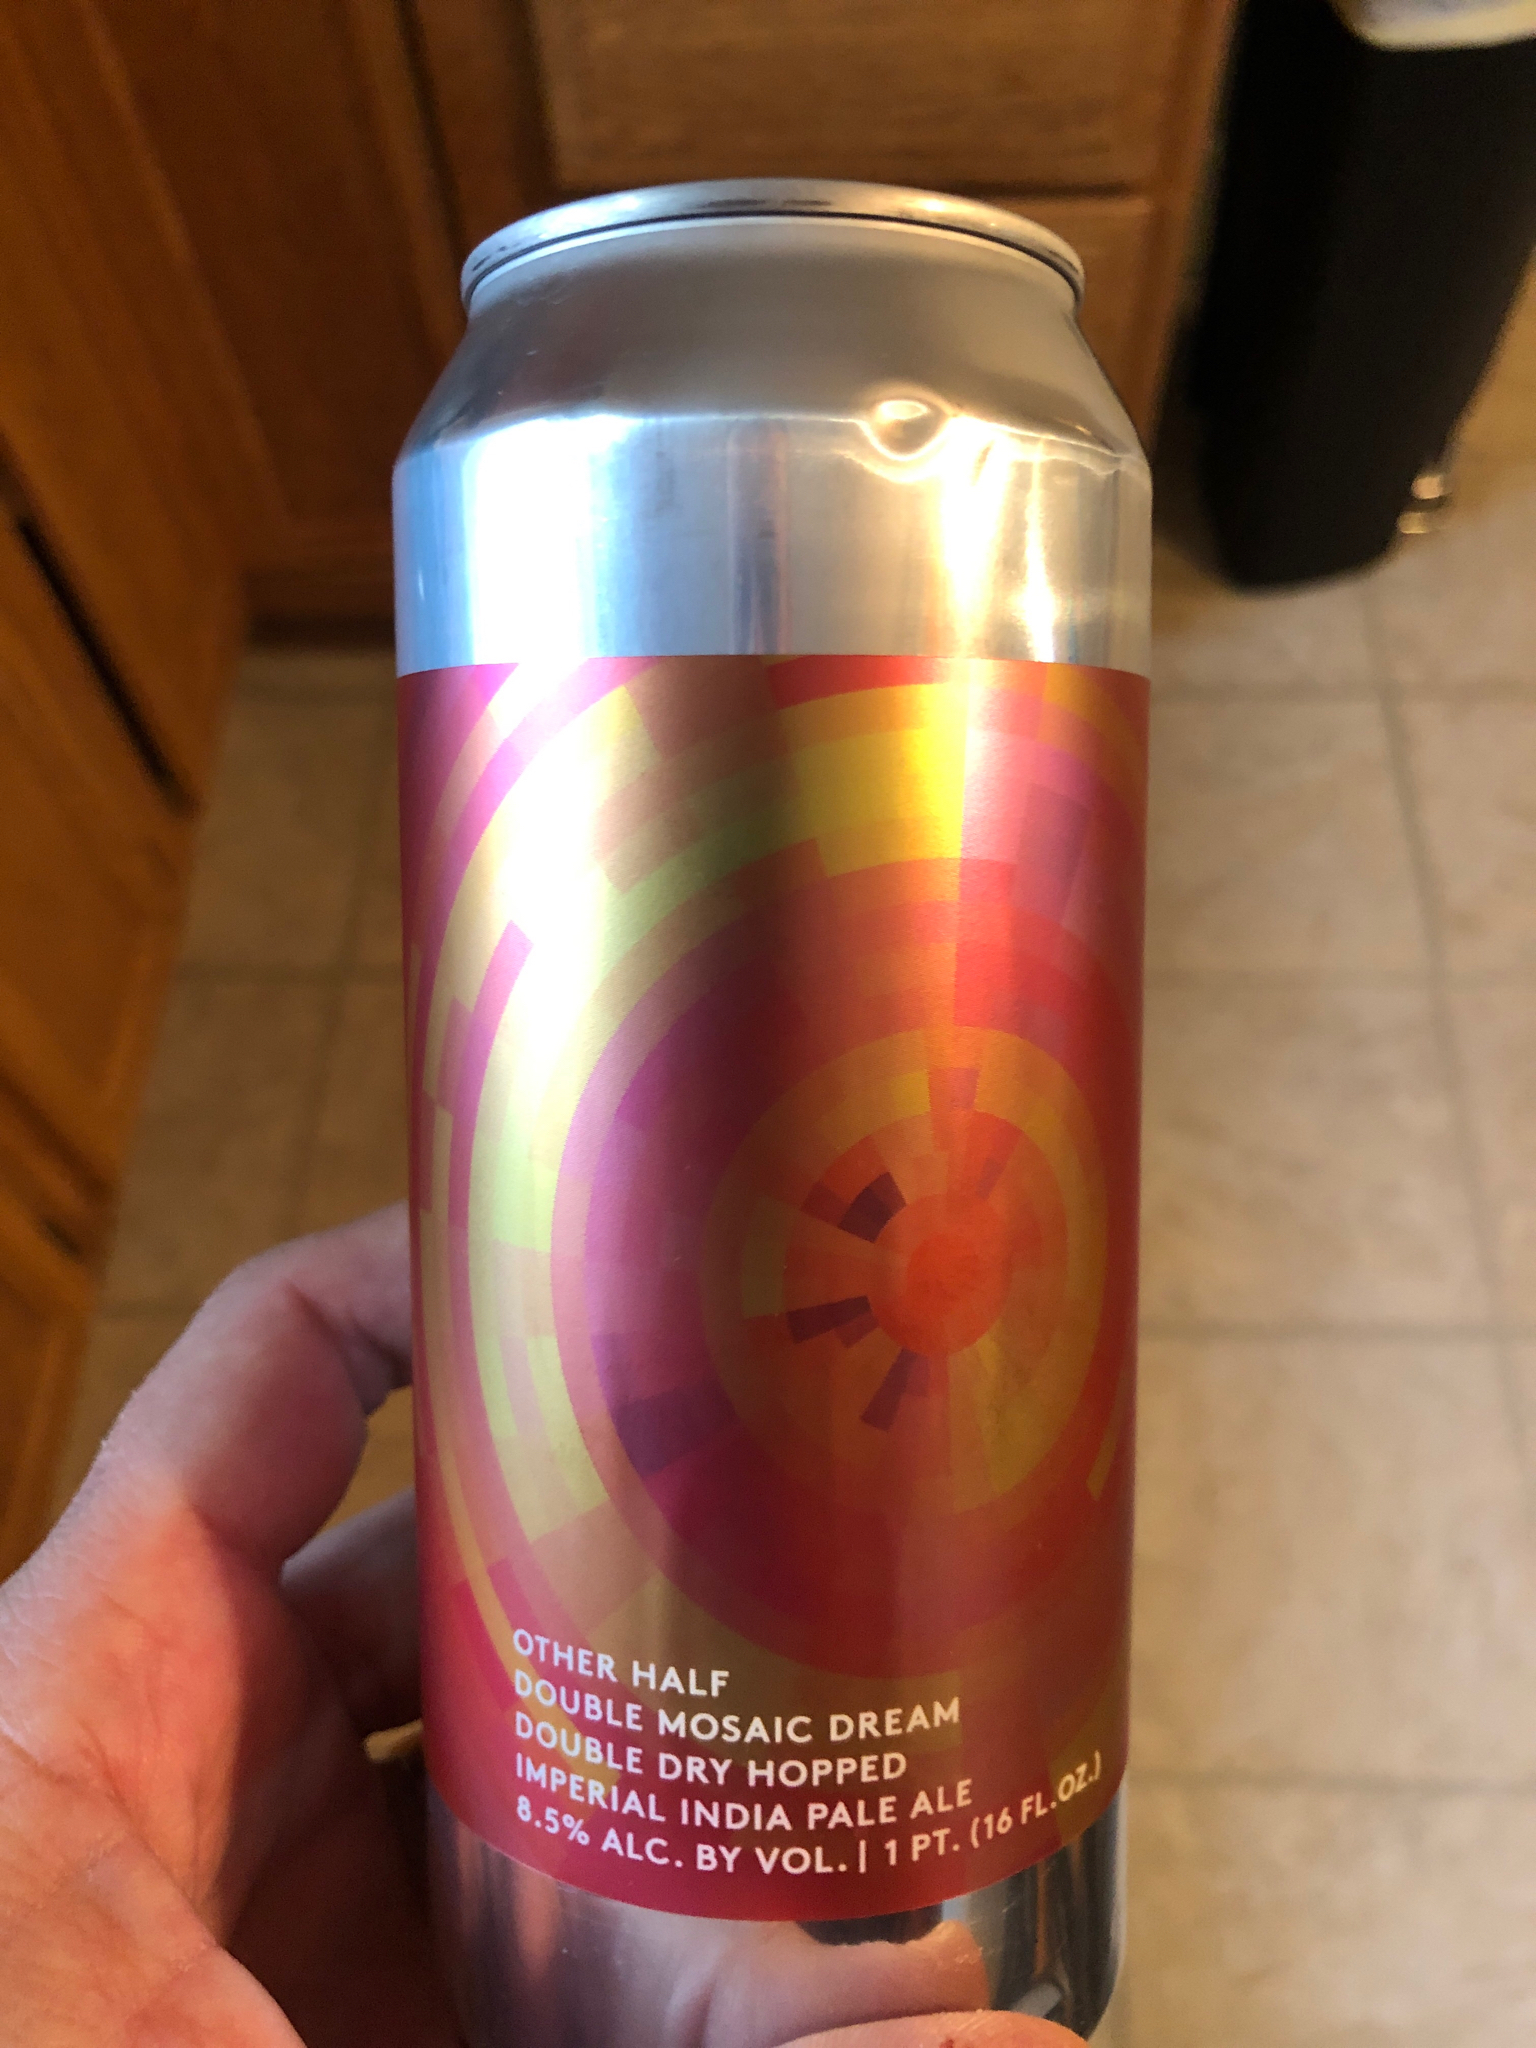 OTHER HALF
DOUBLE MOSAIC DREAM
DOUBLE DRY HOPPED
IMPERIAL INDIA PALE ALE
8.5% ALC. BY VOL. | 1 PT. (16 FL.OZ.)